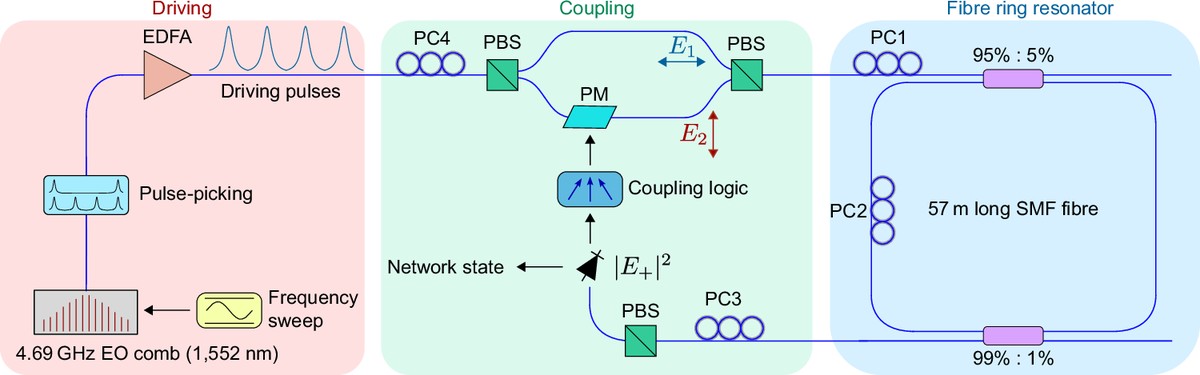 Driving
Coupling
Fibre ring resonator
EDFA
Driving pulses
PC4
PBS
E1
PBS
PM
E2
PC1
95% : 5%
Pulse-picking
Coupling logic
PC2
57 m long SMF fibre
Network state
|E+|²
Frequency
sweep
PBS
PC3
4.69 GHz EO comb (1,552 nm)
99% : 1%